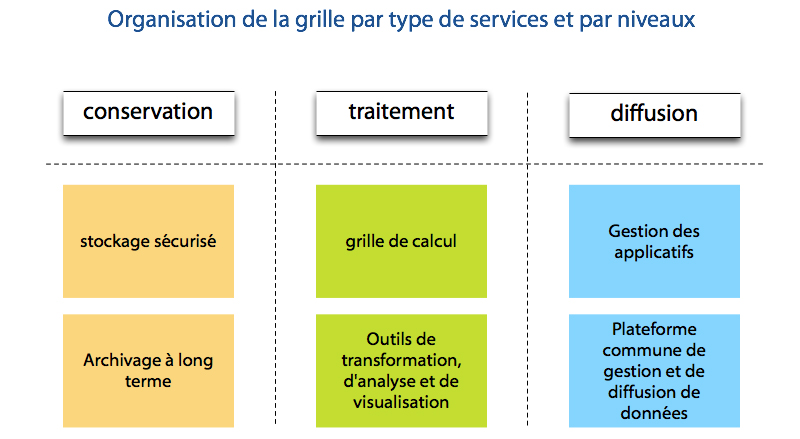 Organisation de la grille par type de services et par niveaux
conservation
traitement
diffusion
stockage sécurisé
grille de calcul
Gestion des
applicatifs
Archivage à long
terme
Outils de
transformation,
d'analyse et de
visualisation
Plateforme
commune de
gestion et de
diffusion de
données